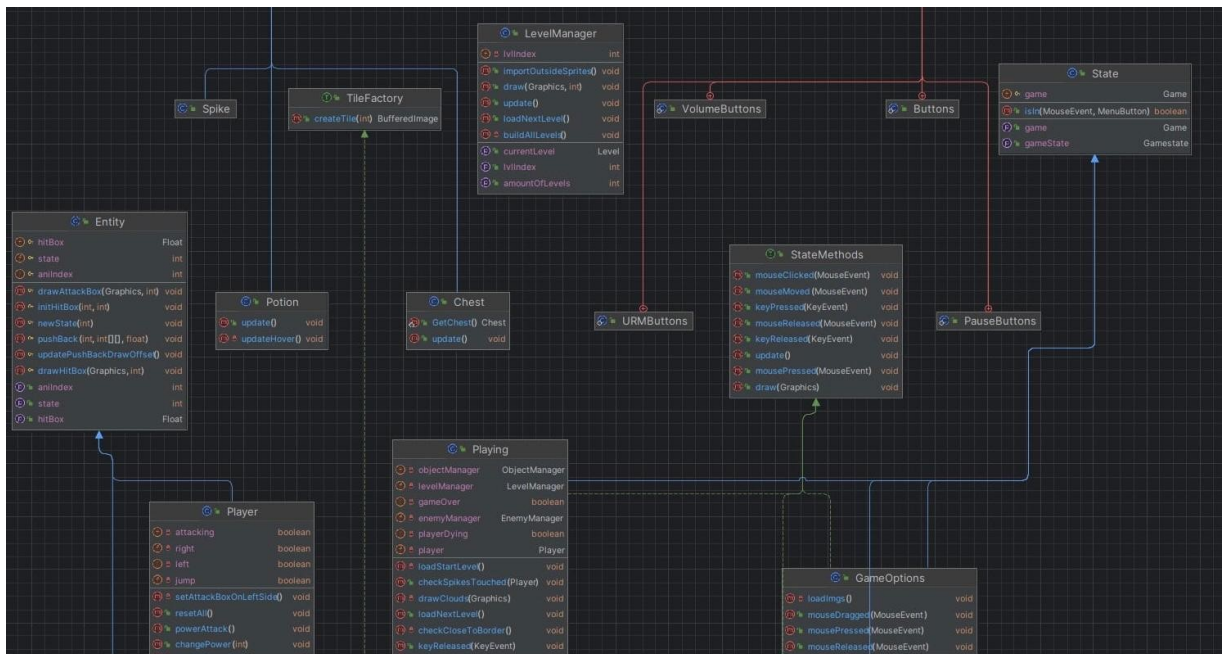 LevelManager
lvlIndex int
importOutsideSprites() void
draw(Graphics, int) void
update() void
loadNextLevel() void
buildAllLevels() void
currentLevel Level
lvlIndex int
amountOfLevels int
State
game Game
isIn(MouseEvent, MenuButton) boolean
game Game
gameState Gamestate
Spike
TileFactory
createTile(int) BufferedImage
VolumeButtons
Buttons
Entity
hitBox Float
state int
aniIndex int
drawAttackBox(Graphics, int) void
initHitBox(int, int) void
newState(int) void
pushBack(int, int[][], float) void
updatePushBackDrawOffset() void
drawHitBox(Graphics, int) void
aniIndex int
state int
hitBox Float
Potion
update() void
updateHover() void
Chest
GetChest() Chest
update() void
StateMethods
mouseClicked(MouseEvent) void
mouseMoved(MouseEvent) void
keyPressed(KeyEvent) void
mouseReleased(MouseEvent) void
keyReleased(KeyEvent) void
update() void
mousePressed(MouseEvent) void
draw(Graphics) void
URMButtons
PauseButtons
Player
attacking boolean
right boolean
left boolean
jump boolean
setAttackBoxOnLeftSide() void
resetAll() void
powerAttack() void
changePower(int) void
Playing
objectManager ObjectManager
levelManager LevelManager
gameOver boolean
enemyManager EnemyManager
playerDying boolean
player Player
loadStartLevel() void
checkSpikesTouched(Player) void
drawClouds(Graphics) void
loadNextLevel() void
checkCloseToBorder() void
keyReleased(KeyEvent) void
GameOptions
loadImgs() void
mouseDragged(MouseEvent) void
mousePressed(MouseEvent) void
mouseReleased(MouseEvent) void